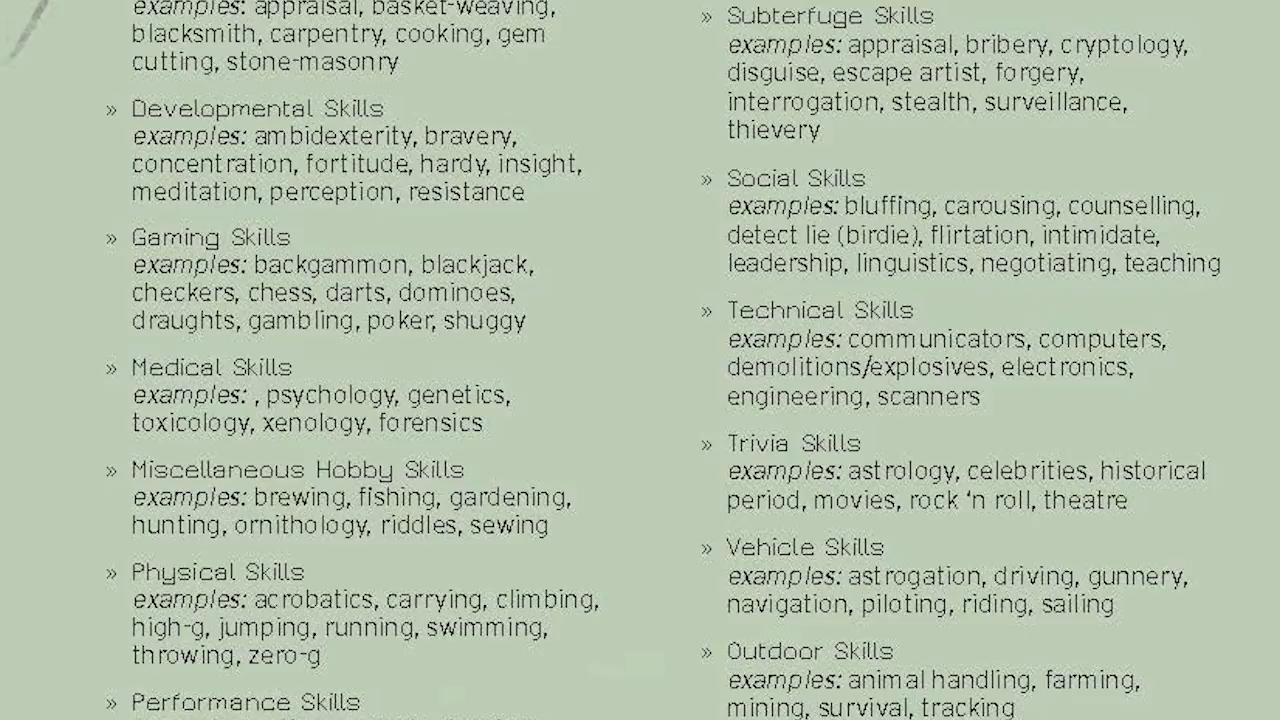 examples: appraisal, basket-weaving,
blacksmith, carpentry, cooking, gem
cutting, stone-masonry
» Developmental Skills
examples: ambidexterity, bravery,
concentration, fortitude, hardy, insight,
meditation, perception, resistance
» Gaming Skills
examples: backgammon, blackjack,
checkers, chess, darts, dominoes,
draughts, gambling, poker, shuggy
» Medical Skills
examples: , psychology, genetics,
toxicology, xenology, forensics
» Miscellaneous Hobby Skills
examples: brewing, fishing, gardening,
hunting, ornithology, riddles, sewing
» Physical Skills
examples: acrobatics, carrying, climbing,
high-g, jumping, running, swimming,
throwing, zero-g
» Performance Skills
» Subterfuge Skills
examples: appraisal, bribery, cryptology,
disguise, escape artist, forgery,
interrogation, stealth, surveillance,
thievery
» Social Skills
examples: bluffing, carousing, counselling,
detect lie (birdie), flirtation, intimidate,
leadership, linguistics, negotiating, teaching
» Technical Skills
examples: communicators, computers,
demolitions/explosives, electronics,
engineering, scanners
» Trivia Skills
examples: astrology, celebrities, historical
period, movies, rock ‘n roll, theatre
» Vehicle Skills
examples: astrogation, driving, gunnery,
navigation, piloting, riding, sailing
» Outdoor Skills
examples: animal handling, farming,
mining, survival, tracking